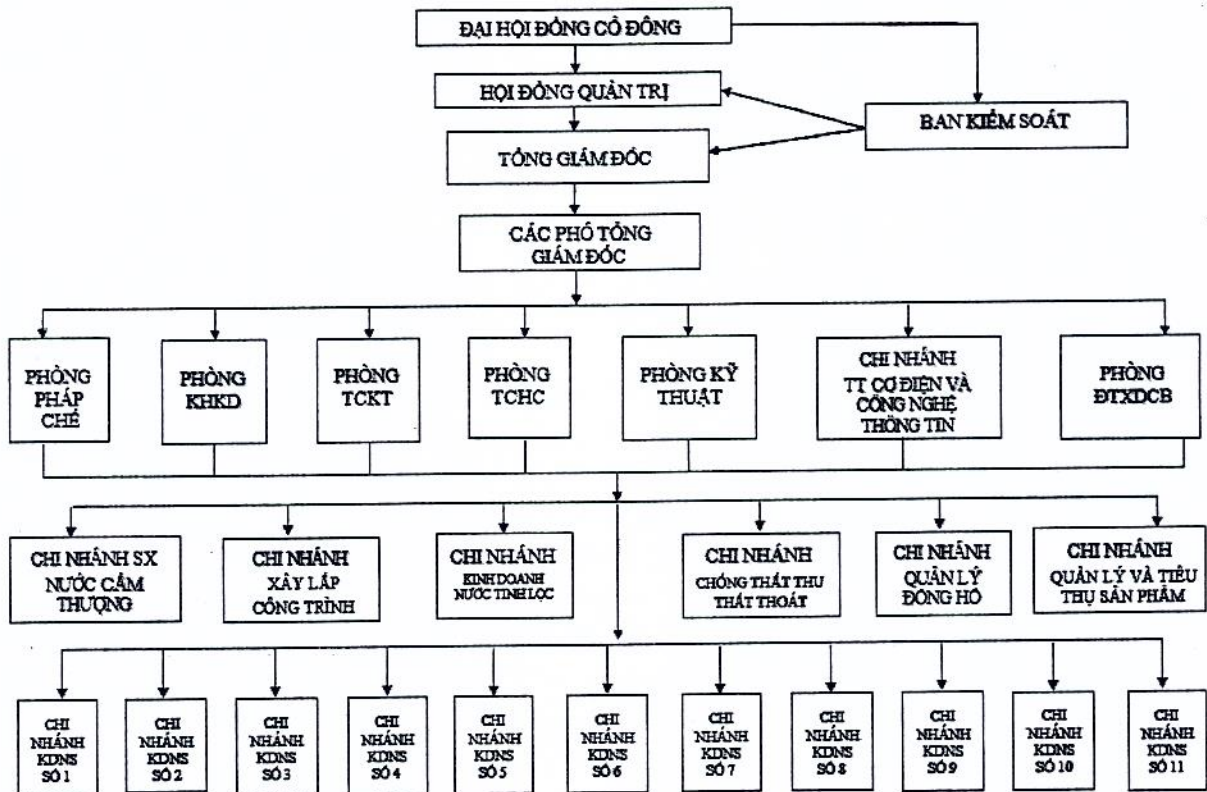 ĐẠI HỘI ĐỒNG CỔ ĐÔNG
HỘI ĐỒNG QUẢN TRỊ
BAN KIỂM SOÁT
TỔNG GIÁM ĐỐC
CÁC PHÓ TỔNG
GIÁM ĐỐC
PHÒNG
PHÁP
CHẾ
PHÒNG
KHKD
PHÒNG
TCKT
PHÒNG
TCHC
PHÒNG KỸ
THUẬT
CHI NHÁNH
TT CƠ ĐIỆN VÀ
CÔNG NGHỆ
THÔNG TIN
PHÒNG
ĐTXDCB
CHI NHÁNH SX
NƯỚC CẨM
THƯỢNG
CHI NHÁNH
XÂY LẮP
CÔNG TRÌNH
CHI NHÁNH
KINH DOANH
NƯỚC TINH LỌC
CHI NHÁNH
CHỐNG THẤT THU
THẤT THOÁT
CHI NHÁNH
QUẢN LÝ
ĐỒNG HỒ
CHI NHÁNH
QUẢN LÝ VÀ TIÊU
THỤ SẢN PHẨM
CHI
NHÁNH
KDNS
SỐ 1
CHI
NHÁNH
KDNS
SỐ 2
CHI
NHÁNH
KDNS
SỐ 3
CHI
NHÁNH
KDNS
SỐ 4
CHI
NHÁNH
KDNS
SỐ 5
CHI
NHÁNH
KDNS
SỐ 6
CHI
NHÁNH
KDNS
SỐ 7
CHI
NHÁNH
KDNS
SỐ 8
CHI
NHÁNH
KDNS
SỐ 9
CHI
NHÁNH
KDNS
SỐ 10
CHI
NHÁNH
KDNS
SỐ 11